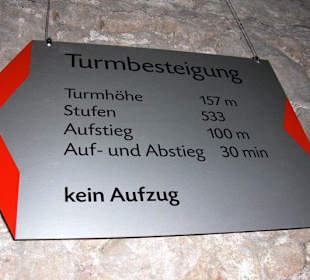 Turmbesteigung
Turmhöhe 157 m
Stufen 533
Aufstieg 100 m
Auf- und Abstieg 30 min
kein Aufzug